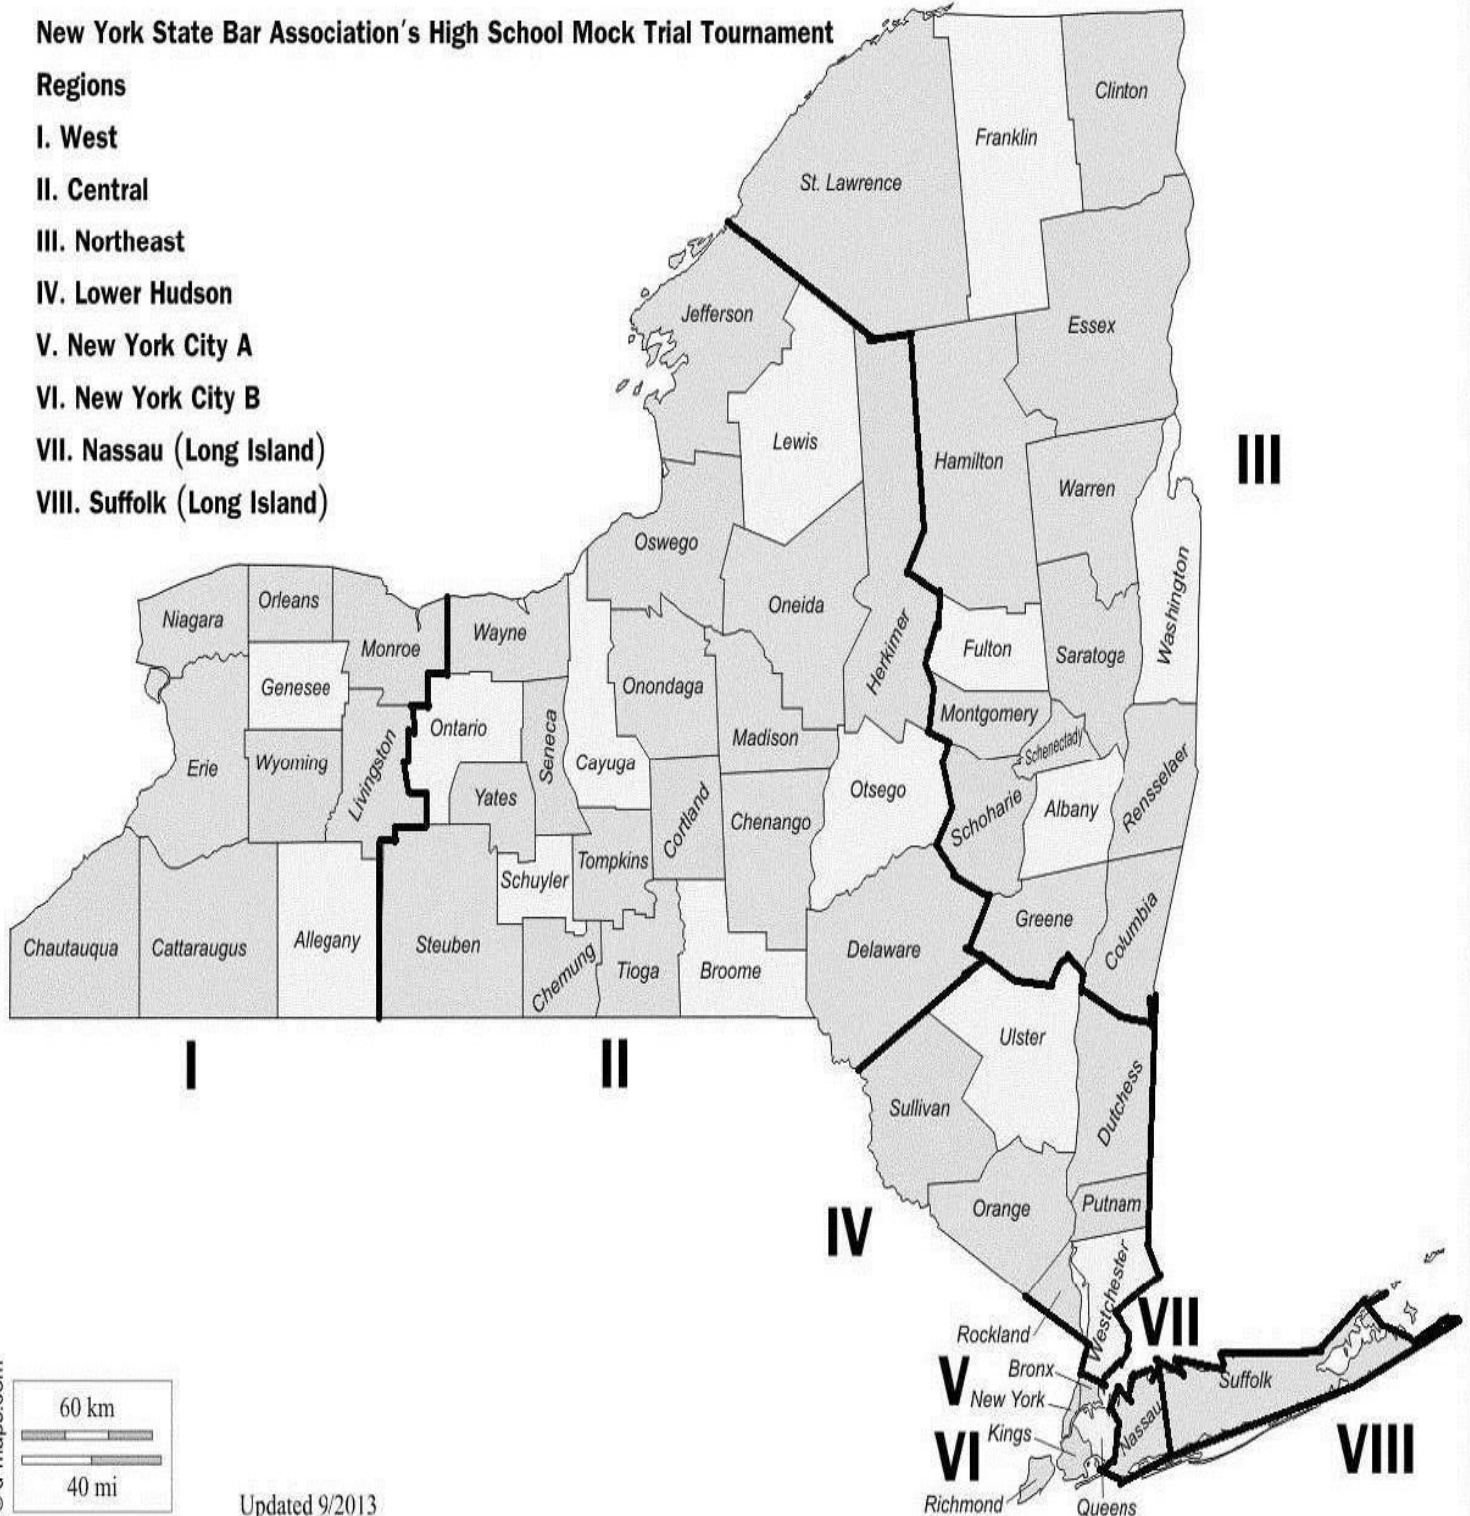 New York State Bar Association's High School Mock Trial Tournament
Regions
I. West
II. Central
III. Northeast
IV. Lower Hudson
V. New York City A
VI. New York City B
VII. Nassau (Long Island)
VIII. Suffolk (Long Island)
Clinton
Franklin
St. Lawrence
Jefferson
Essex
Lewis
Hamilton
III
Warren
Oswego
Washington
Orleans
Niagara
Oneida
Wayne
Monroe
Herkimer
Fulton
Saratoga
Genesee
Onondaga
Montgomery
Ontario
Seneca
Madison
Schenectady
Erie
Wyoming
Livingston
Cayuga
Otsego
Rensselaer
Yates
Cortland
Chenango
Schoharie
Albany
Tompkins
Schuyler
Greene
Columbia
Chautauqua
Cattaraugus
Allegany
Steuben
Chemung
Tioga
Broome
Delaware
Ulster
I
II
Sullivan
Dutchess
Orange
Putnam
IV
Westchester
VII
Rockland
Bronx
V
Suffolk
New York
Nassau
Kings
VI
VIII
Richmond
Queens
60 km
40 mi
Updated 9/2013